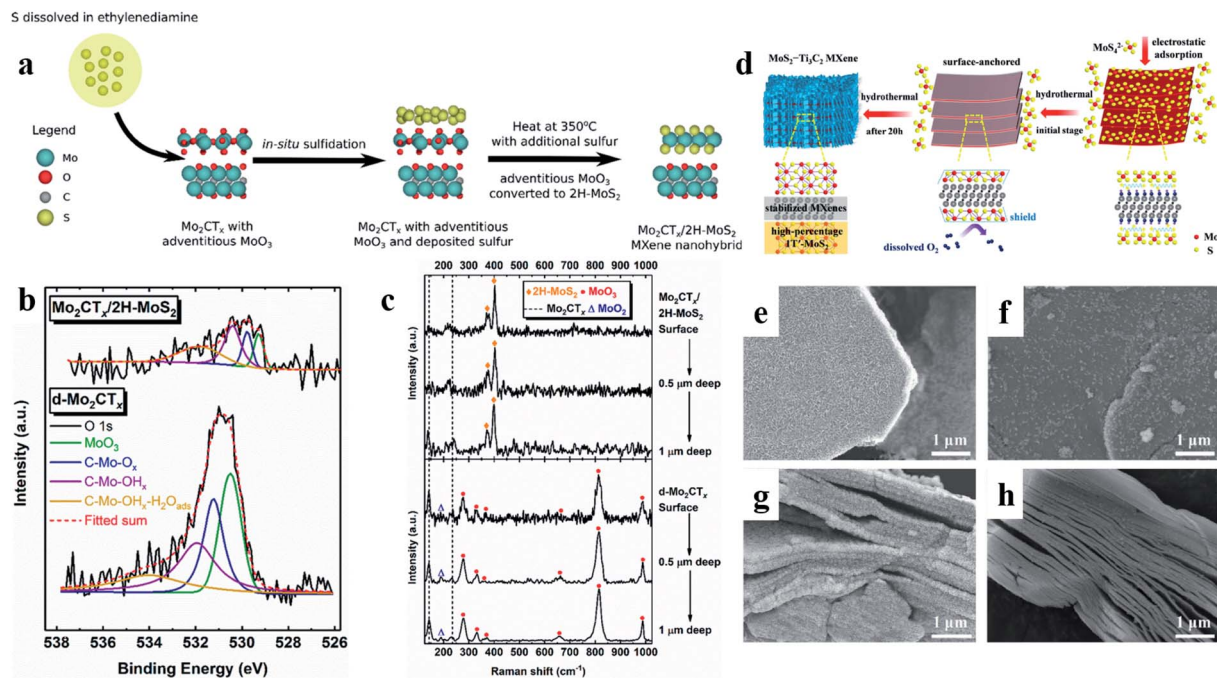 S dissolved in ethylenediamine
a
Legend
Mo
O
C
S
in-situ sulfidation
Heat at 350°C
with additional sulfur
adventitious MoO₃
converted to 2H-MoS₂
Mo₂CTₓ with
adventitious MoO₃
Mo₂CTₓ with adventitious
MoO₃ and deposited sulfur
Mo₂CTₓ/2H-MoS₂
MXene nanohybrid
d
MoS₂−Ti₃C₂ MXene
surface-anchored
MoS₄²⁻
electrostatic
adsorption
hydrothermal
after 20h
hydrothermal
initial stage
stabilized MXenes
high-percentage
1T'-MoS₂
shield
dissolved O₂
S
b
Mo₂CTₓ/2H-MoS₂
d-Mo₂CTₓ
O 1s
MoO₃
C-Mo-Oₓ
C-Mo-OHₓ
C-Mo-OHₓ-H₂Oads
Fitted sum
Intensity (a.u.)
538 536 534 532 530 528 526
Binding Energy (eV)
c
200 300 400 500 600 700 800 900 1000
2H-MoS₂ MoO₃
Mo₂CTₓ Δ MoO₂
Mo₂CTₓ/
2H-MoS₂
Surface
0.5 μm deep
1 μm deep
d-Mo₂CTₓ
Surface
0.5 μm deep
1 μm deep
Intensity (a.u.)
Intensity (a.u.)
200 300 400 500 600 700 800 900 1000
Raman shift (cm⁻¹)
e
1 μm
f
1 μm
g
1 μm
h
1 μm